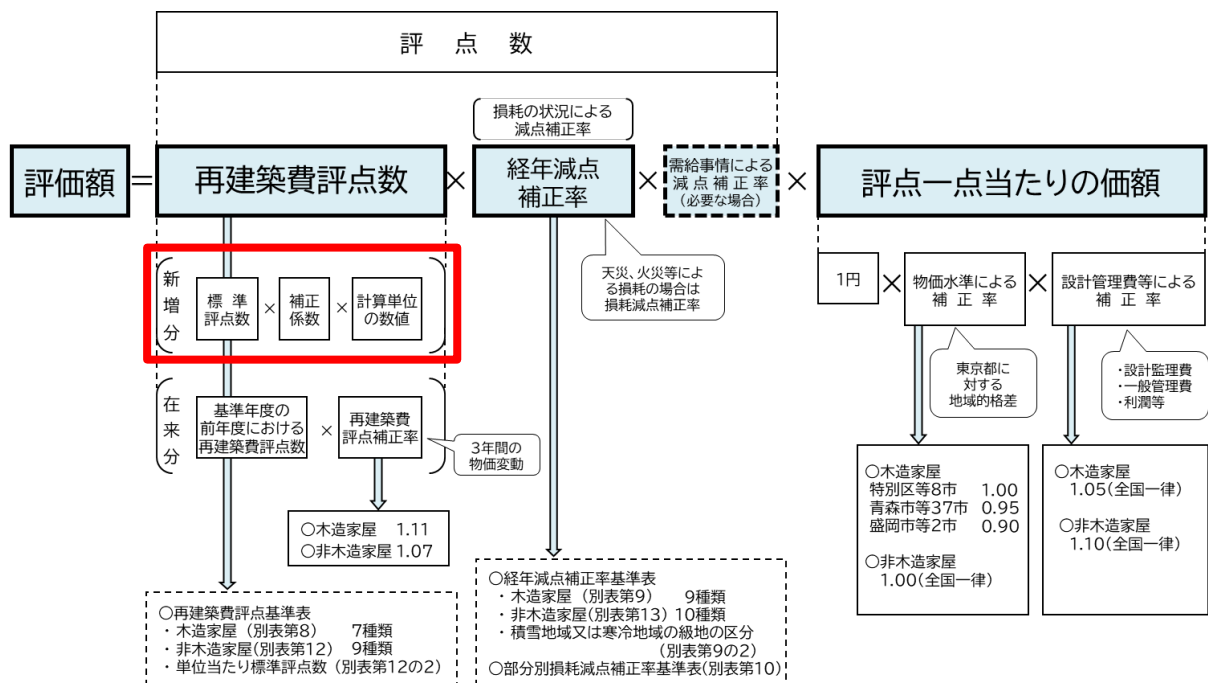 評点数
損耗の状況による
減点補正率
評価額
=
再建築費評点数
×
経年減点
補正率
×
需給事情による
減点補正率
(必要な場合)
×
評点一点当たりの価額
天災、火災等によ
る損耗の場合は
損耗減点補正率
新増分
標準
評点数
×
補正
係数
×
計算単位
の数値
1円
×
物価水準による
補正率
×
設計管理費等による
補正率
東京都に
対する
地域的格差
・設計監理費
・一般管理費
・利潤等
在来分
基準年度の
前年度における
再建築費評点数
×
再建築費
評点補正率
3年間の
物価変動
○木造家屋 1.11
○非木造家屋 1.07
○木造家屋
特別区等8市 1.00
青森市等37市 0.95
盛岡市等2市 0.90
○非木造家屋
1.00(全国一律)
○木造家屋
1.05(全国一律)
○非木造家屋
1.10(全国一律)
○再建築費評点基準表
・木造家屋(別表第8) 7種類
・非木造家屋(別表第12) 9種類
・単位当たり標準評点数(別表第12の2)
○経年減点補正率基準表
・木造家屋(別表第9) 9種類
・非木造家屋(別表第13) 10種類
・積雪地域又は寒冷地域の級地の区分
(別表第9の2)
○部分別損耗減点補正率基準表(別表第10)